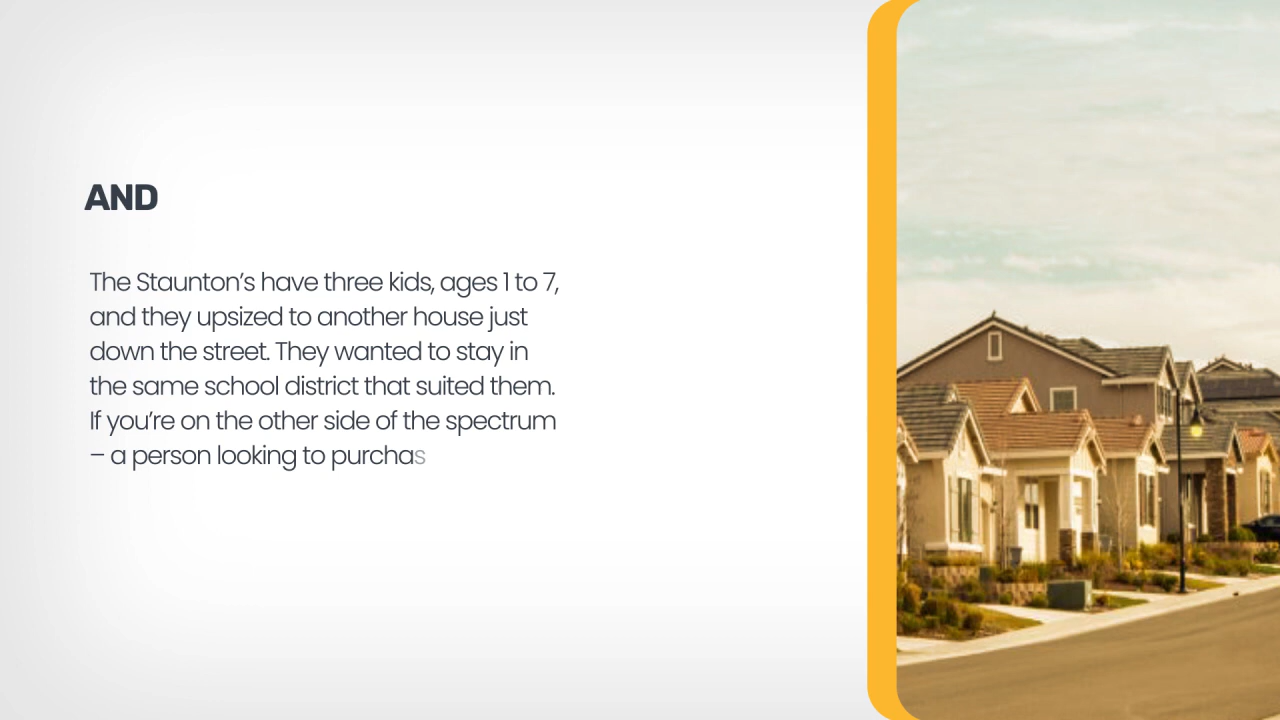 AND
The Staunton’s have three kids, ages 1 to 7,
and they upsized to another house just
down the street. They wanted to stay in
the same school district that suited them.
If you’re on the other side of the spectrum
– a person looking to purchas